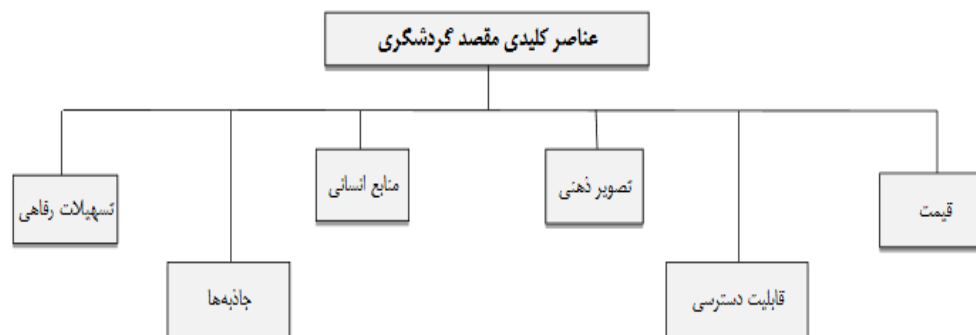 عناصر کلیدی مقصد گردشگری
قیمت
قابلیت دسترسی
تصویر ذهنی
منابع انسانی
جاذبه‌ها
تسهیلات رفاهی